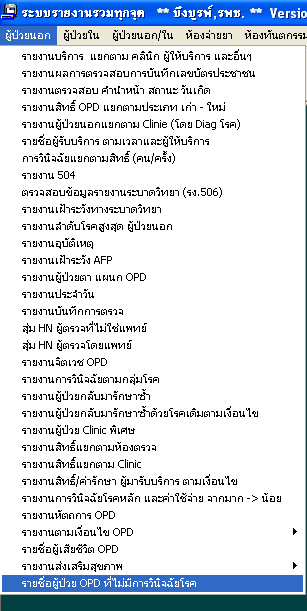 ระบบรายงานรวมทุกจุด ** บึงบูรพ์,รพช. ** Versio
ผู้ป่วยนอก ผู้ป่วยใน ผู้ป่วยนอก/ใน ห้องจ่ายยา ห้องทันตกรรม
รายงานบริการ แยกตาม คลินิก ผู้ให้บริการ และอื่นๆ
รายงานผลการตรวจสอบการบันทึกเลขบัตรประชาชน
รายงานตรวจสอบ คำนำหน้า สถานะ วันเกิด
รายงานสิทธิ์ OPD แยกตามประเภท เก่า - ใหม่
รายงานผู้ป่วยนอกแยกตาม Clinie (โดย Diag โรค)
รายชื่อผู้รับบริการ ตามเวลาและผู้ให้บริการ
การวินิจฉัยแยกตามสิทธิ์ (คน/ครั้ง)
รายงาน 504
ตรวจสอบข้อมูลรายงานระบาดวิทยา (รง.506)
รายงานเฝ้าระวังทางระบาดวิทยา
รายงานลำดับโรคสูงสุด ผู้ป่วยนอก
รายงานอุบัติเหตุ
รายงานเฝ้าระวัง AFP
รายงานผู้ป่วยตา แผนก OPD
รายงานประจำวัน
รายงานบันทึกการตรวจ
สุ่ม HN ผู้ตรวจที่ไม่ใช่แพทย์
สุ่ม HN ผู้ตรวจโดยแพทย์
รายงานจิตเวช OPD
รายงานการวินิจฉัยตามกลุ่มโรค
รายงานผู้ป่วยกลับมารักษาซ้ำ
รายงานผู้ป่วยกลับมารักษาซ้ำด้วยโรคเดิมตามเงื่อนไข
รายงานผู้ป่วย Clinic พิเศษ
รายงานสิทธิ์แยกตามห้องตรวจ
รายงานสิทธิ์แยกตาม Clinic
รายงานสิทธิ์/ค่ารักษา ผู้มารับบริการ ตามเงื่อนไข
รายงานการวินิจฉัยโรคหลัก และค่าใช้จ่าย จากมาก -> น้อย
รายงานหัตถการ OPD
รายงานตามเงื่อนไข OPD
รายชื่อผู้เสียชีวิต OPD
รายงานส่งเสริมสุขภาพ
รายชื่อผู้ป่วย OPD ที่ไม่มีการวินิจฉัยโรค